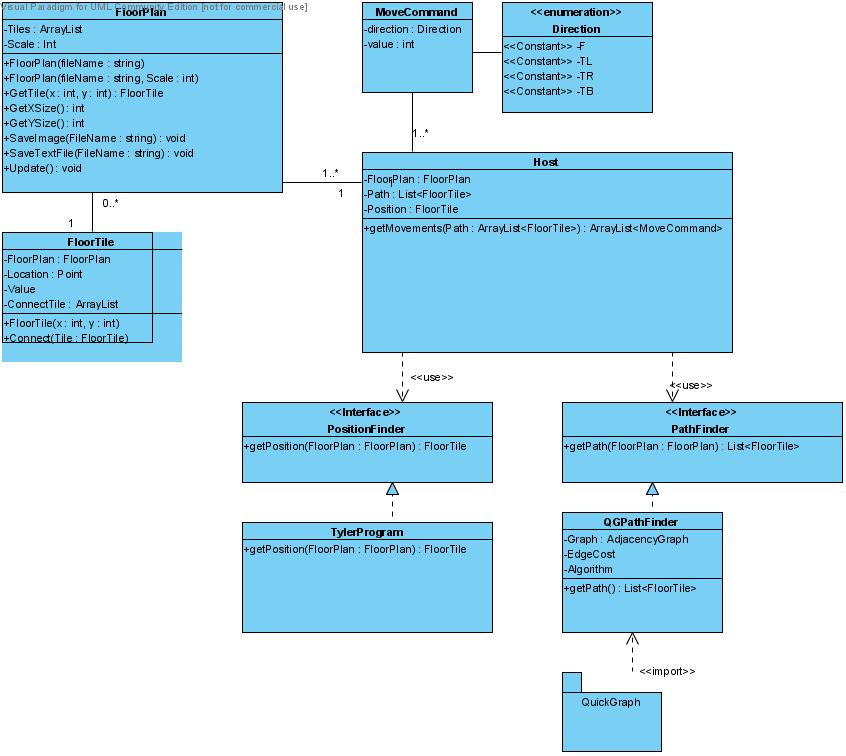 Visual Paradigm for UML Community Edition [not for commercial use]
FloorPlan
-Tiles : ArrayList
-Scale : Int
+FloorPlan(fileName : string)
+FloorPlan(fileName : string, Scale : int)
+GetTile(x : int, y : int) : FloorTile
+GetXSize() : int
+GetYSize() : int
+SaveImage(FileName : string) : void
+SaveTextFile(FileName : string) : void
+Update() : void
MoveCommand
-direction : Direction
-value : int
<<enumeration>>
Direction
<<Constant>> -F
<<Constant>> -TL
<<Constant>> -TR
<<Constant>> -TB
1..*
1..*
1
0..*
1
Host
-FloorPlan : FloorPlan
-Path : List<FloorTile>
-Position : FloorTile
+getMovements(Path : ArrayList<FloorTile>) : ArrayList<MoveCommand>
FloorTile
-FloorPlan : FloorPlan
-Location : Point
-Value
-ConnectTile : ArrayList
+FloorTile(x : int, y : int)
+Connect(Tile : FloorTile)
<<use>>
<<use>>
<<Interface>>
PositionFinder
+getPosition(FloorPlan : FloorPlan) : FloorTile
<<Interface>>
PathFinder
+getPath(FloorPlan : FloorPlan) : List<FloorTile>
TylerProgram
+getPosition(FloorPlan : FloorPlan) : FloorTile
QGPathFinder
-Graph : AdjacencyGraph
-EdgeCost
-Algorithm
+getPath() : List<FloorTile>
<<import>>
QuickGraph